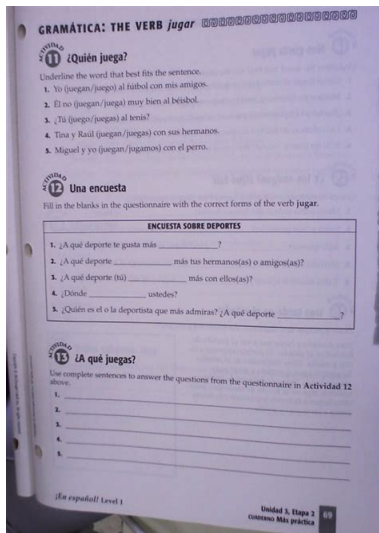 GRAMÁTICA: THE VERB jugar
ACTIVIDAD
11 ¿Quién juega?
Underline the word that best fits the sentence.
1. Yo (juegan/juego) al fútbol con mis amigos.
2. Él no (juegan/juega) muy bien al béisbol.
3. ¿Tú (juego/juegas) al tenis?
4. Tina y Raúl (juegan/juegas) con sus hermanos.
5. Miguel y yo (juegan/jugamos) con el perro.
ACTIVIDAD
12 Una encuesta
Fill in the blanks in the questionnaire with the correct forms of the verb jugar.
ENCUESTA SOBRE DEPORTES
1. ¿A qué deporte te gusta más ____________?
2. ¿A qué deporte ____________ más tus hermanos(as) o amigos(as)?
3. ¿A qué deporte (tú) ____________ más con ellos(as)?
4. ¿Dónde ____________ ustedes?
5. ¿Quién es el o la deportista que más admiras? ¿A qué deporte ____________?
ACTIVIDAD
13 ¿A qué juegas?
Use complete sentences to answer the questions from the questionnaire in Actividad 12
above.
1.
2.
3.
4.
5.
¡En español! Level 1
Unidad 3, Etapa 2
CUADERNO Más práctica
69